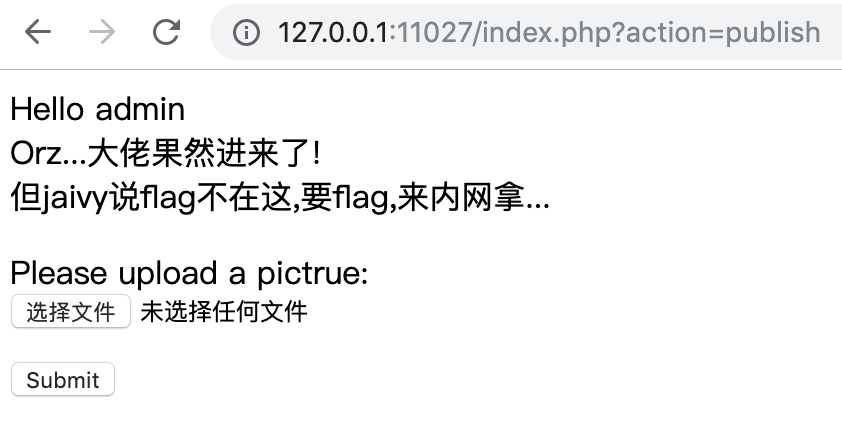 127.0.0.1:11027/index.php?action=publish
Hello admin
Orz...大佬果然进来了!
但jaivy说flag不在这,要flag,来内网拿...
Please upload a pictrue:
选择文件 未选择任何文件
Submit